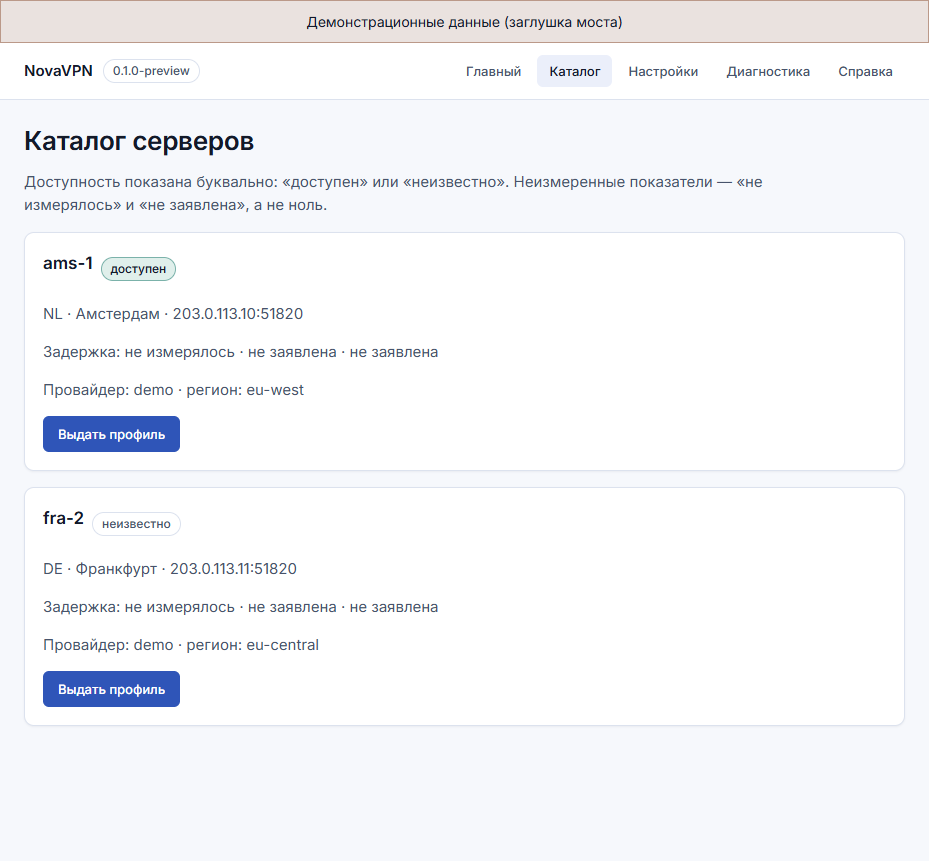 Демонстрационные данные (заглушка моста)
NovaVPN 0.1.0-preview Главный Каталог Настройки Диагностика Справка
Каталог серверов
Доступность показана буквально: «доступен» или «неизвестно». Неизмеренные показатели — «не
измерялось» и «не заявлена», а не ноль.
ams-1 доступен
NL · Амстердам · 203.0.113.10:51820
Задержка: не измерялось · не заявлена · не заявлена
Провайдер: demo · регион: eu-west
Выдать профиль
fra-2 неизвестно
DE · Франкфурт · 203.0.113.11:51820
Задержка: не измерялось · не заявлена · не заявлена
Провайдер: demo · регион: eu-central
Выдать профиль